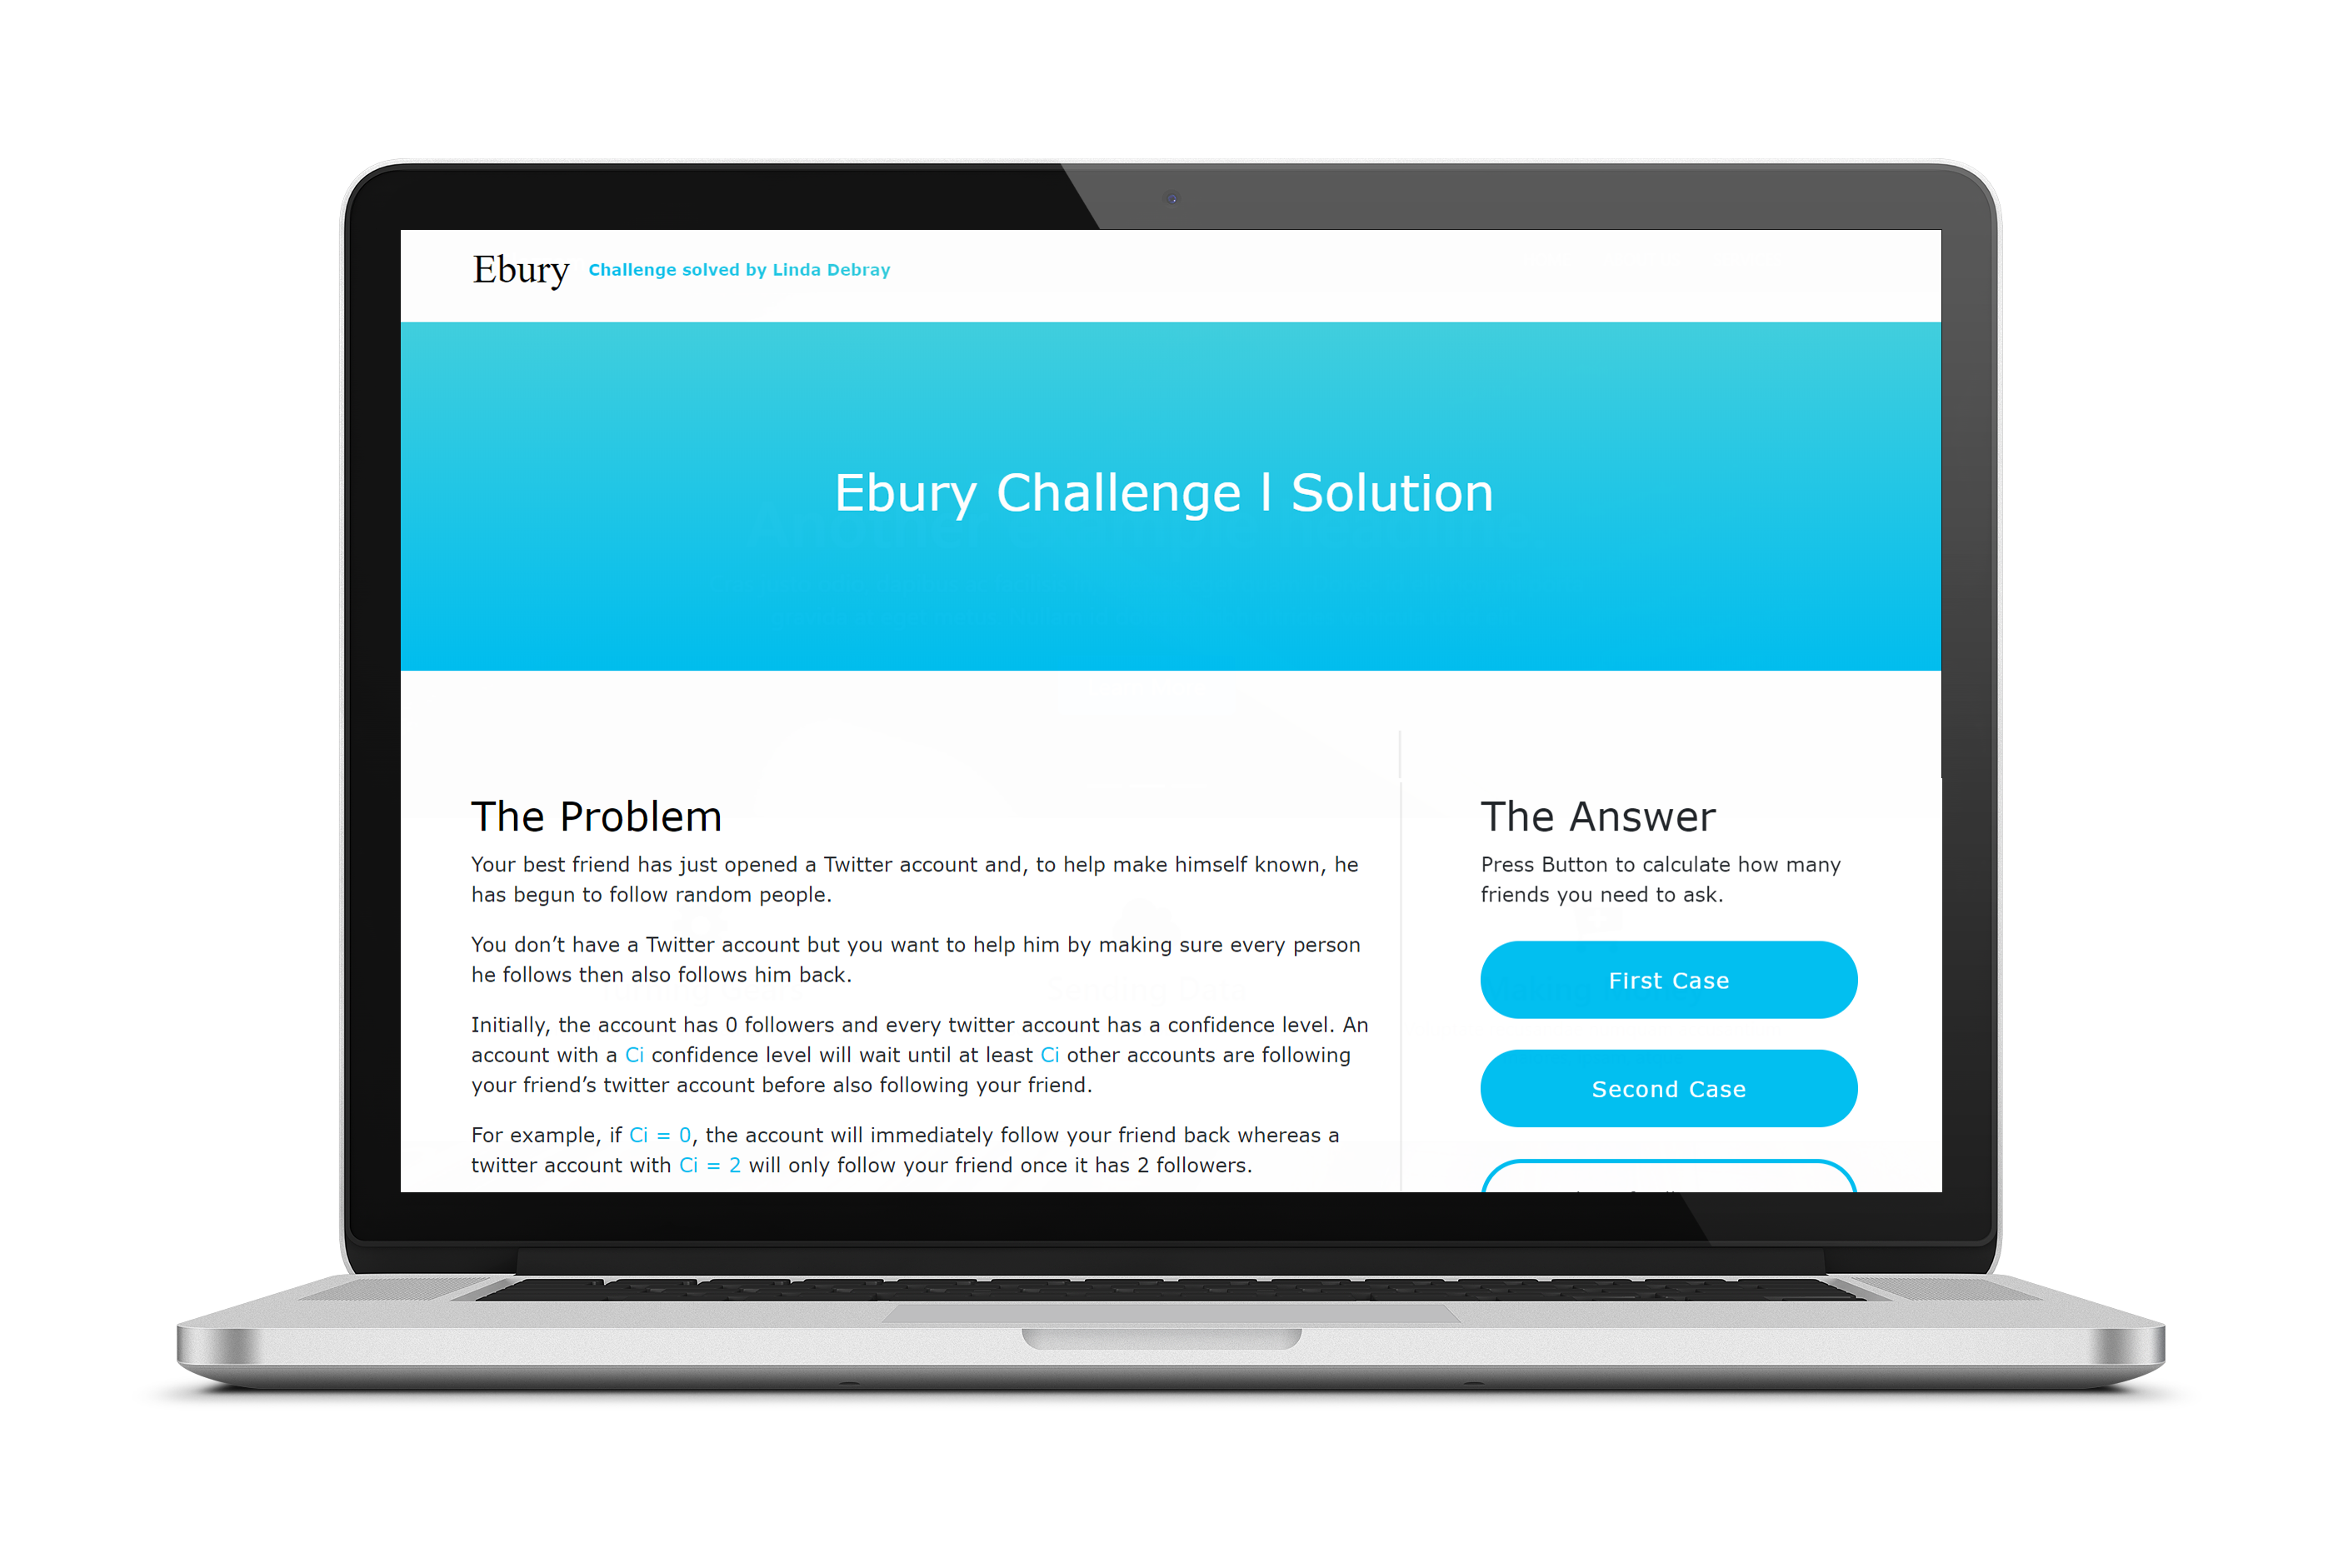 Ebury Challenge solved by Linda Debray
Ebury Challenge l Solution
The Problem
Your best friend has just opened a Twitter account and, to help make himself known, he
has begun to follow random people.
You don’t have a Twitter account but you want to help him by making sure every person
he follows then also follows him back.
Initially, the account has 0 followers and every twitter account has a confidence level. An
account with a Ci confidence level will wait until at least Ci other accounts are following
your friend’s twitter account before also following your friend.
For example, if Ci = 0, the account will immediately follow your friend back whereas a
twitter account with Ci = 2 will only follow your friend once it has 2 followers.
The Answer
Press Button to calculate how many
friends you need to ask.
First Case
Second Case